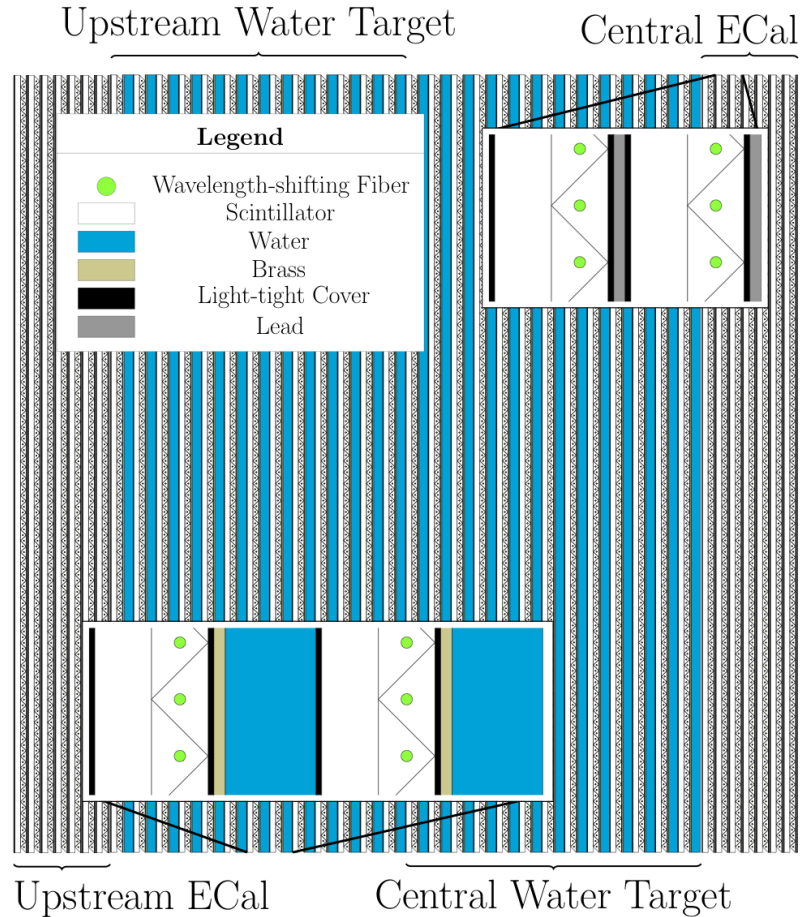 Upstream Water Target
Central ECal
Legend
Wavelength-shifting Fiber
Scintillator
Water
Brass
Light-tight Cover
Lead
Upstream ECal
Central Water Target